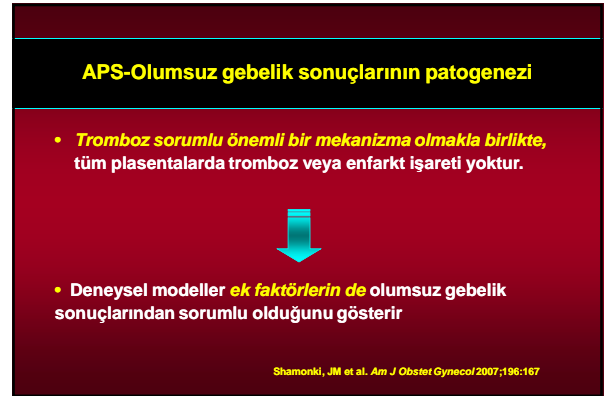 APS-Olumsuz gebelik sonuçlarının patogenezi
• Tromboz sorumlu önemli bir mekanizma olmakla birlikte,
tüm plasentalarda tromboz veya enfarkt işareti yoktur.
• Deneysel modeller ek faktörlerin de olumsuz gebelik
sonuçlarından sorumlu olduğunu gösterir
Shamonki, JM et al. Am J Obstet Gynecol 2007;196:167